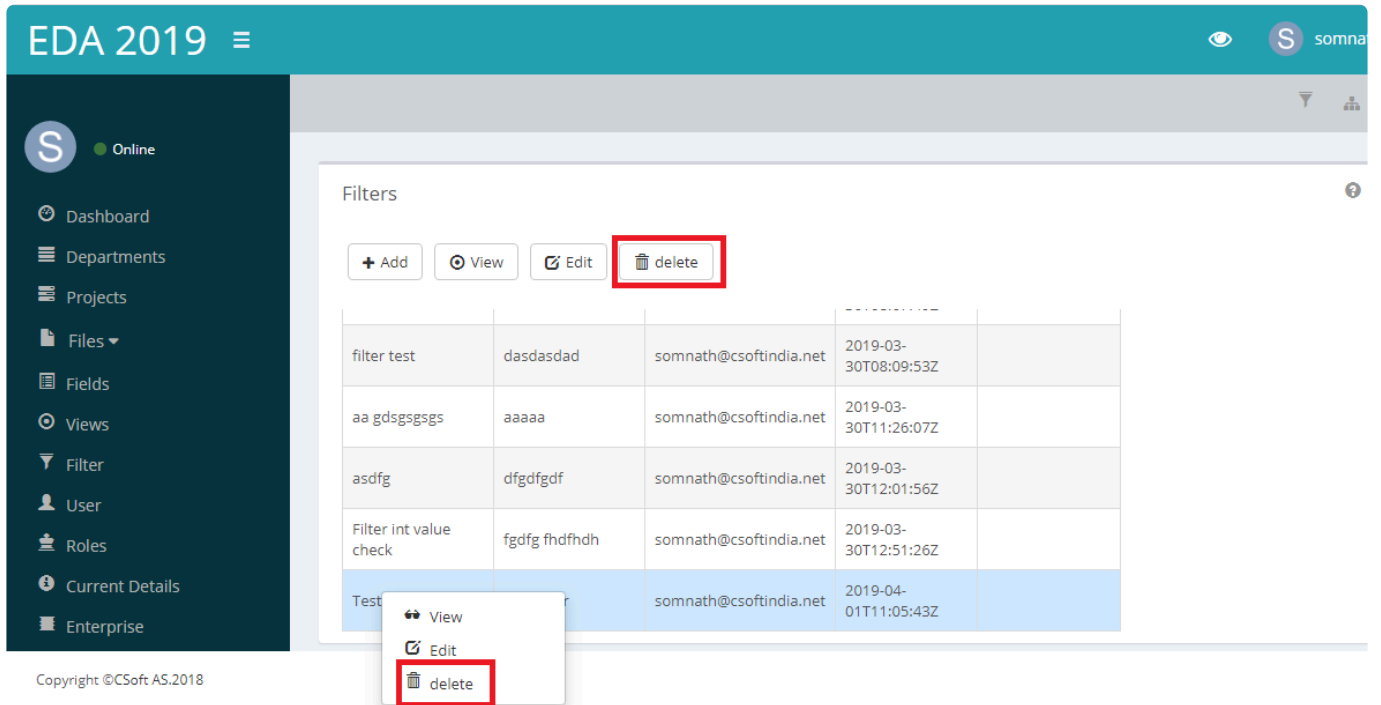 EDA 2019
S somna
S Online
Dashboard
Departments
Projects
Files
Fields
Views
Filter
User
Roles
Current Details
Enterprise
Filters
Add View Edit delete
filter test dasdasdad somnath@csoftindia.net 2019-03-
30T08:09:53Z
aa gdsgsgsgs aaaaa somnath@csoftindia.net 2019-03-
30T11:26:07Z
asdfg dfgdfgdf somnath@csoftindia.net 2019-03-
30T12:01:56Z
Filter int value
check fgdfg fhdfhdh somnath@csoftindia.net 2019-03-
30T12:51:26Z
Test r somnath@csoftindia.net 2019-04-
01T11:05:43Z
View
Edit
delete
Copyright ©CSoft AS.2018